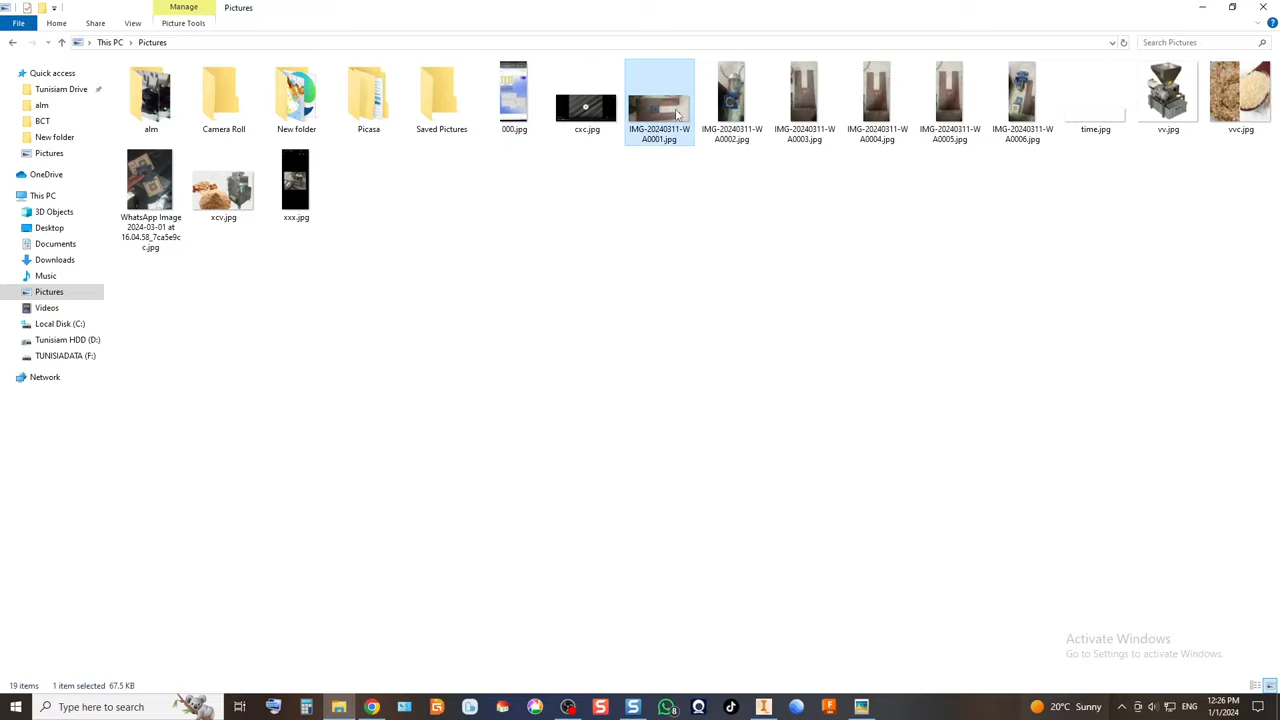 Manage Pictures
File Home Share View Picture Tools
This PC Pictures Search Pictures
Quick access
Tunisiam Drive
alm
BCT
New folder
Pictures
OneDrive
This PC
3D Objects
Desktop
Documents
Downloads
Music
Pictures
Videos
Local Disk (C:)
Tunisiam HDD (D:)
TUNISIADATA (F:)
Network
alm
Camera Roll
New folder
Picasa
Saved Pictures
000.jpg
cxc.jpg
IMG-20240311-W
A0001.jpg
IMG-20240311-W
A0002.jpg
IMG-20240311-W
A0003.jpg
IMG-20240311-W
A0004.jpg
IMG-20240311-W
A0005.jpg
IMG-20240311-W
A0006.jpg
time.jpg
vv.jpg
vvc.jpg
WhatsApp Image
2024-03-01 at
16.04.58_7ca5e9c
c.jpg
xcv.jpg
xxx.jpg
Activate Windows
Go to Settings to activate Windows.
19 items 1 item selected 67.5 KB
Type here to search
8
20°C Sunny
ENG
12:26 PM
1/1/2024